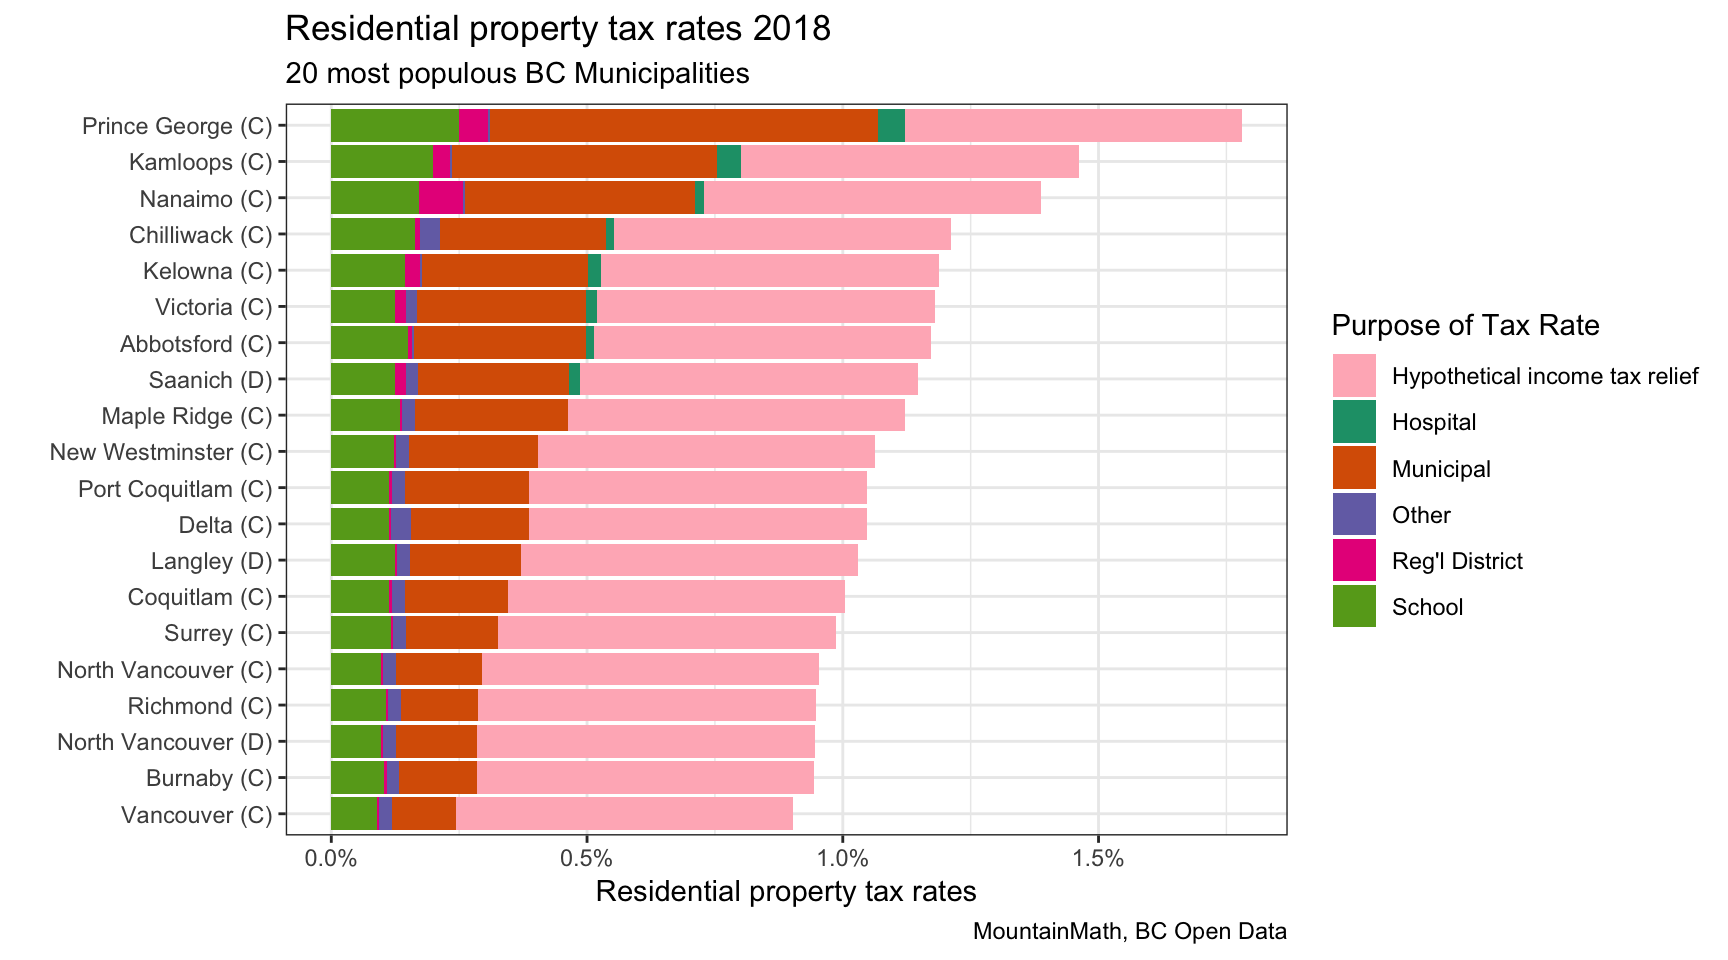 Residential property tax rates 2018
20 most populous BC Municipalities
Prince George (C)
Kamloops (C)
Nanaimo (C)
Chilliwack (C)
Kelowna (C)
Victoria (C)
Abbotsford (C)
Saanich (D)
Maple Ridge (C)
New Westminster (C)
Port Coquitlam (C)
Delta (C)
Langley (D)
Coquitlam (C)
Surrey (C)
North Vancouver (C)
Richmond (C)
North Vancouver (D)
Burnaby (C)
Vancouver (C)
0.0% 0.5% 1.0% 1.5%
Residential property tax rates
MountainMath, BC Open Data
Purpose of Tax Rate
Hypothetical income tax relief
Hospital
Municipal
Other
Reg'l District
School